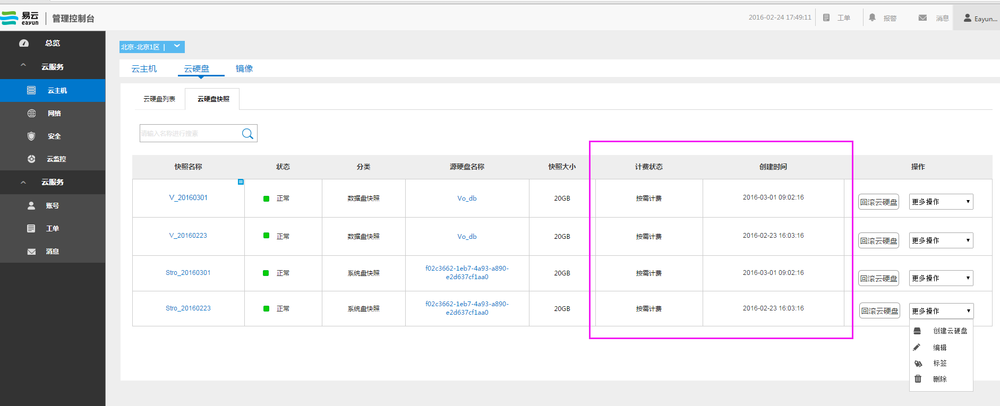 易云
eayun
管理控制台
2016-02-24 17:49:11
工单
报警
消息
Eayun...
总览
云服务
云主机
网络
安全
云监控
云服务
账号
工单
消息
北京-北京1区 |
云主机 云硬盘 镜像
云硬盘列表 云硬盘快照
请输入名称进行搜索
快照名称 状态 分类 源硬盘名称 快照大小 计费状态 创建时间 操作
V_20160301 正常 数据盘快照 Vo_db 20GB 按需计费 2016-03-01 09:02:16 回滚云硬盘 更多操作
V_20160223 正常 数据盘快照 Vo_db 20GB 按需计费 2016-02-23 16:03:16 回滚云硬盘 更多操作
Stro_20160301 正常 系统盘快照 f02c3662-1eb7-4a93-a890-
e2d637cf1aa0 20GB 按需计费 2016-03-01 09:02:16 回滚云硬盘 更多操作
Stro_20160223 正常 系统盘快照 f02c3662-1eb7-4a93-a890-
e2d637cf1aa0 20GB 按需计费 2016-02-23 16:03:16 回滚云硬盘 更多操作
创建云硬盘
编辑
标签
删除